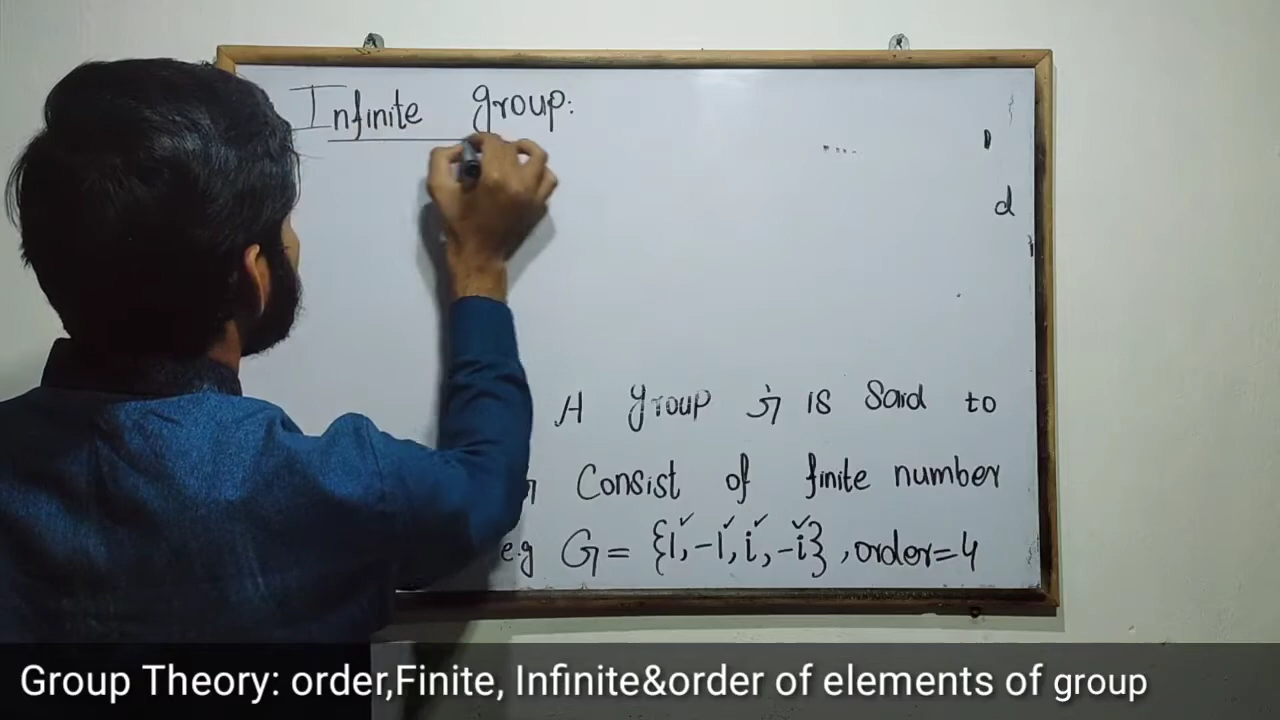 Infinite group:
d
A group G is Said to
Consist of finite number
e.g G = {1, -1, i, -i}, order=4
Group Theory: order,Finite, Infinite&order of elements of group